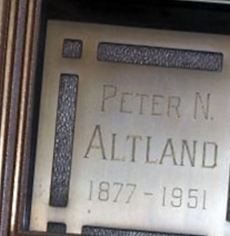 PETER N.
ALTLAND
1877 - 1951